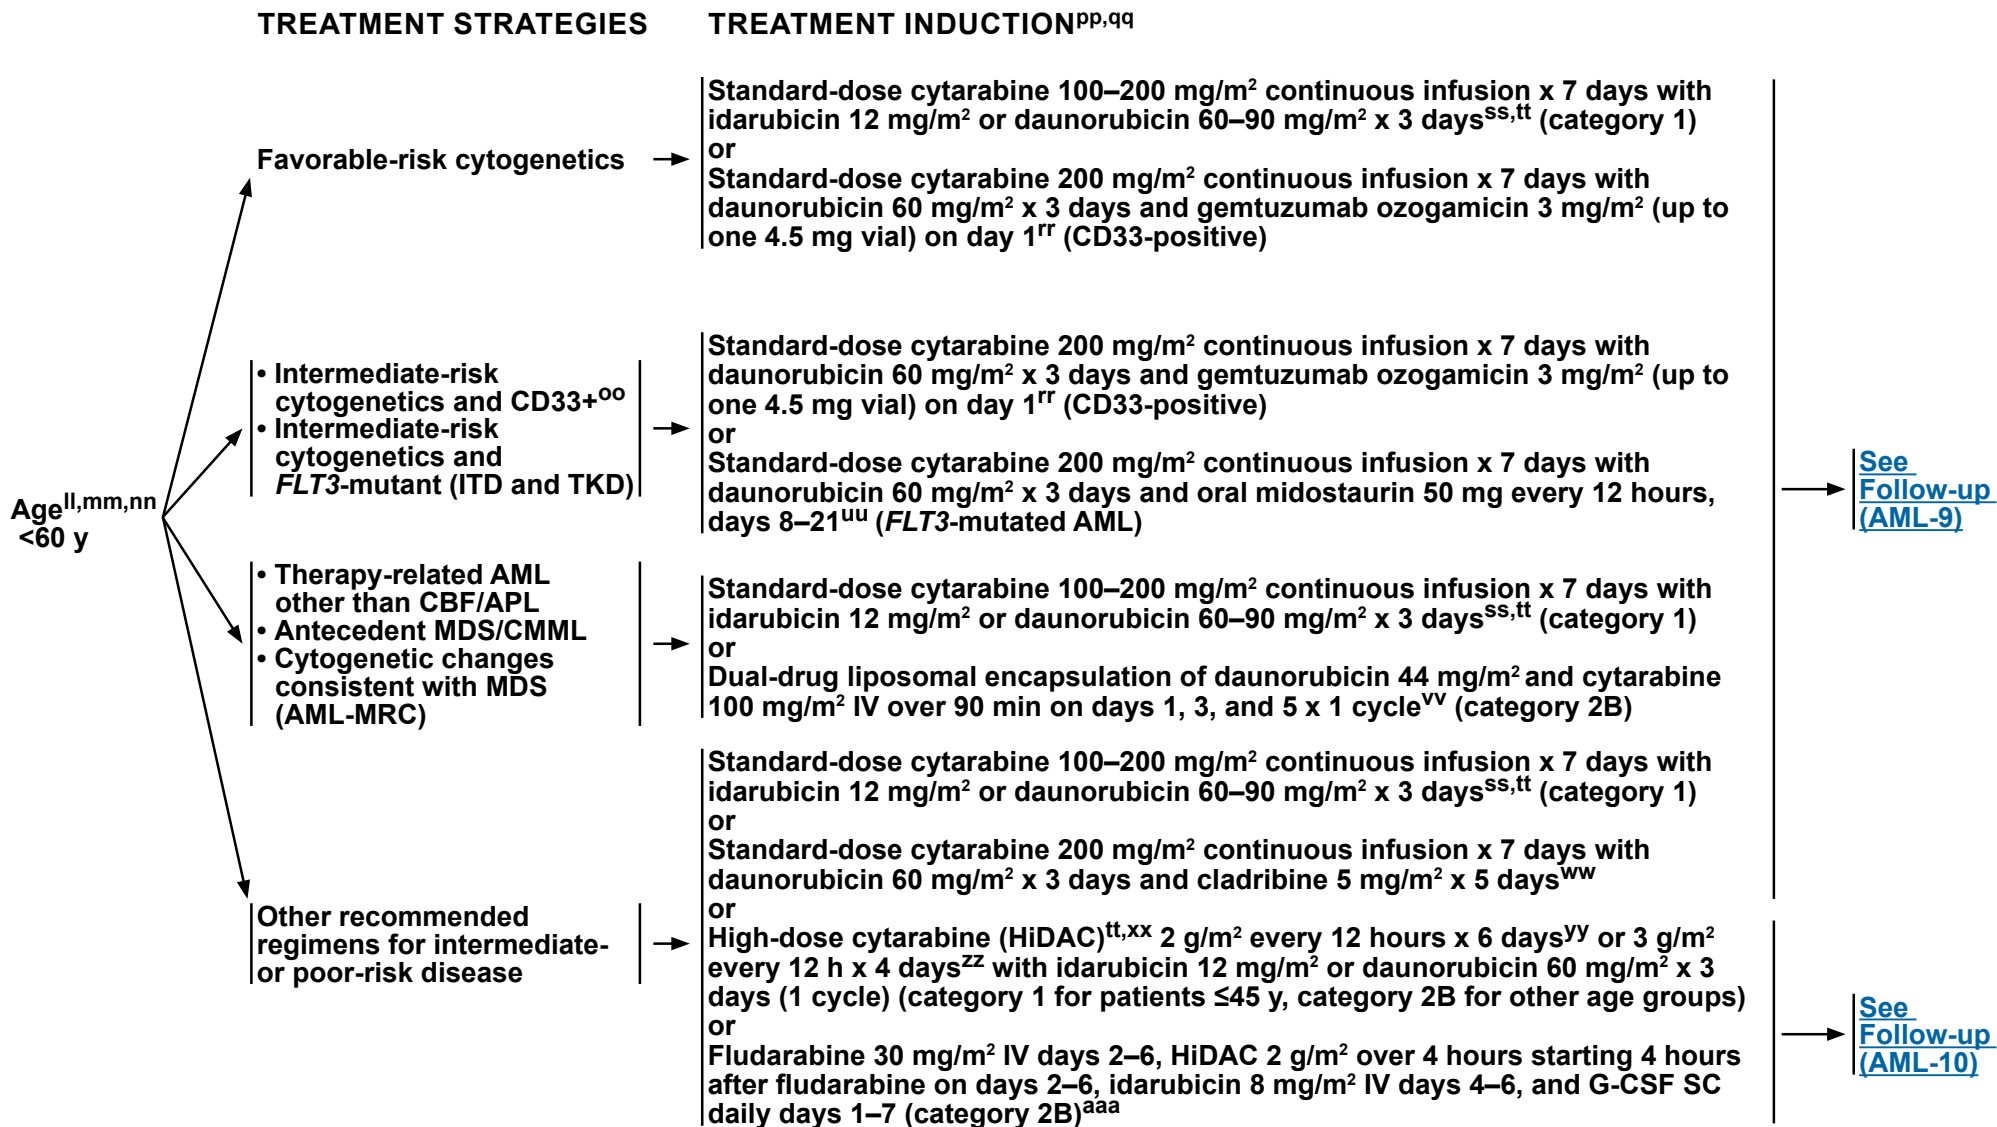 TREATMENT STRATEGIES
TREATMENT INDUCTIONpp,qq
Agell,mm,nn
<60 y
Favorable-risk cytogenetics
Standard-dose cytarabine 100–200 mg/m² continuous infusion x 7 days with
idarubicin 12 mg/m² or daunorubicin 60–90 mg/m² x 3 daysss,tt (category 1)
or
Standard-dose cytarabine 200 mg/m² continuous infusion x 7 days with
daunorubicin 60 mg/m² x 3 days and gemtuzumab ozogamicin 3 mg/m² (up to
one 4.5 mg vial) on day 1rr (CD33-positive)
• Intermediate-risk
cytogenetics and CD33+oo
• Intermediate-risk
cytogenetics and
FLT3-mutant (ITD and TKD)
Standard-dose cytarabine 200 mg/m² continuous infusion x 7 days with
daunorubicin 60 mg/m² x 3 days and gemtuzumab ozogamicin 3 mg/m² (up to
one 4.5 mg vial) on day 1rr (CD33-positive)
or
Standard-dose cytarabine 200 mg/m² continuous infusion x 7 days with
daunorubicin 60 mg/m² x 3 days and oral midostaurin 50 mg every 12 hours,
days 8–21uu (FLT3-mutated AML)
• Therapy-related AML
other than CBF/APL
• Antecedent MDS/CMML
• Cytogenetic changes
consistent with MDS
(AML-MRC)
Standard-dose cytarabine 100–200 mg/m² continuous infusion x 7 days with
idarubicin 12 mg/m² or daunorubicin 60–90 mg/m² x 3 daysss,tt (category 1)
or
Dual-drug liposomal encapsulation of daunorubicin 44 mg/m² and cytarabine
100 mg/m² IV over 90 min on days 1, 3, and 5 x 1 cyclevv (category 2B)
Other recommended
regimens for intermediate-
or poor-risk disease
Standard-dose cytarabine 100–200 mg/m² continuous infusion x 7 days with
idarubicin 12 mg/m² or daunorubicin 60–90 mg/m² x 3 daysss,tt (category 1)
or
Standard-dose cytarabine 200 mg/m² continuous infusion x 7 days with
daunorubicin 60 mg/m² x 3 days and cladribine 5 mg/m² x 5 daysww
or
High-dose cytarabine (HiDAC)tt,xx 2 g/m² every 12 hours x 6 daysyy or 3 g/m²
every 12 h x 4 dayszz with idarubicin 12 mg/m² or daunorubicin 60 mg/m² x 3
days (1 cycle) (category 1 for patients ≤45 y, category 2B for other age groups)
or
Fludarabine 30 mg/m² IV days 2–6, HiDAC 2 g/m² over 4 hours starting 4 hours
after fludarabine on days 2–6, idarubicin 8 mg/m² IV days 4–6, and G-CSF SC
daily days 1–7 (category 2B)aaa
See
Follow-up
(AML-9)
See
Follow-up
(AML-10)